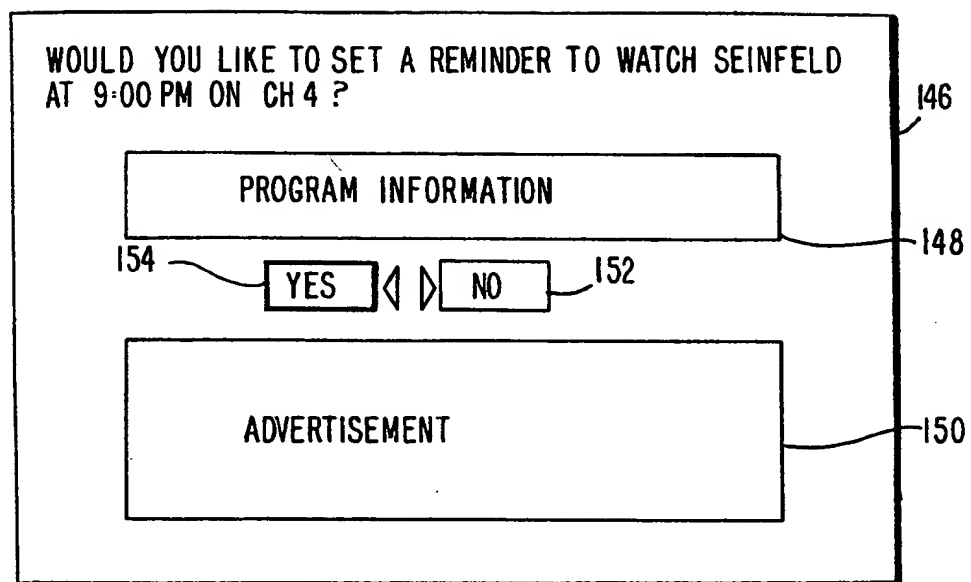 WOULD YOU LIKE TO SET A REMINDER TO WATCH SEINFELD
AT 9:00 PM ON CH 4 ?
146
PROGRAM INFORMATION
148
154
YES
NO
152
ADVERTISEMENT
150